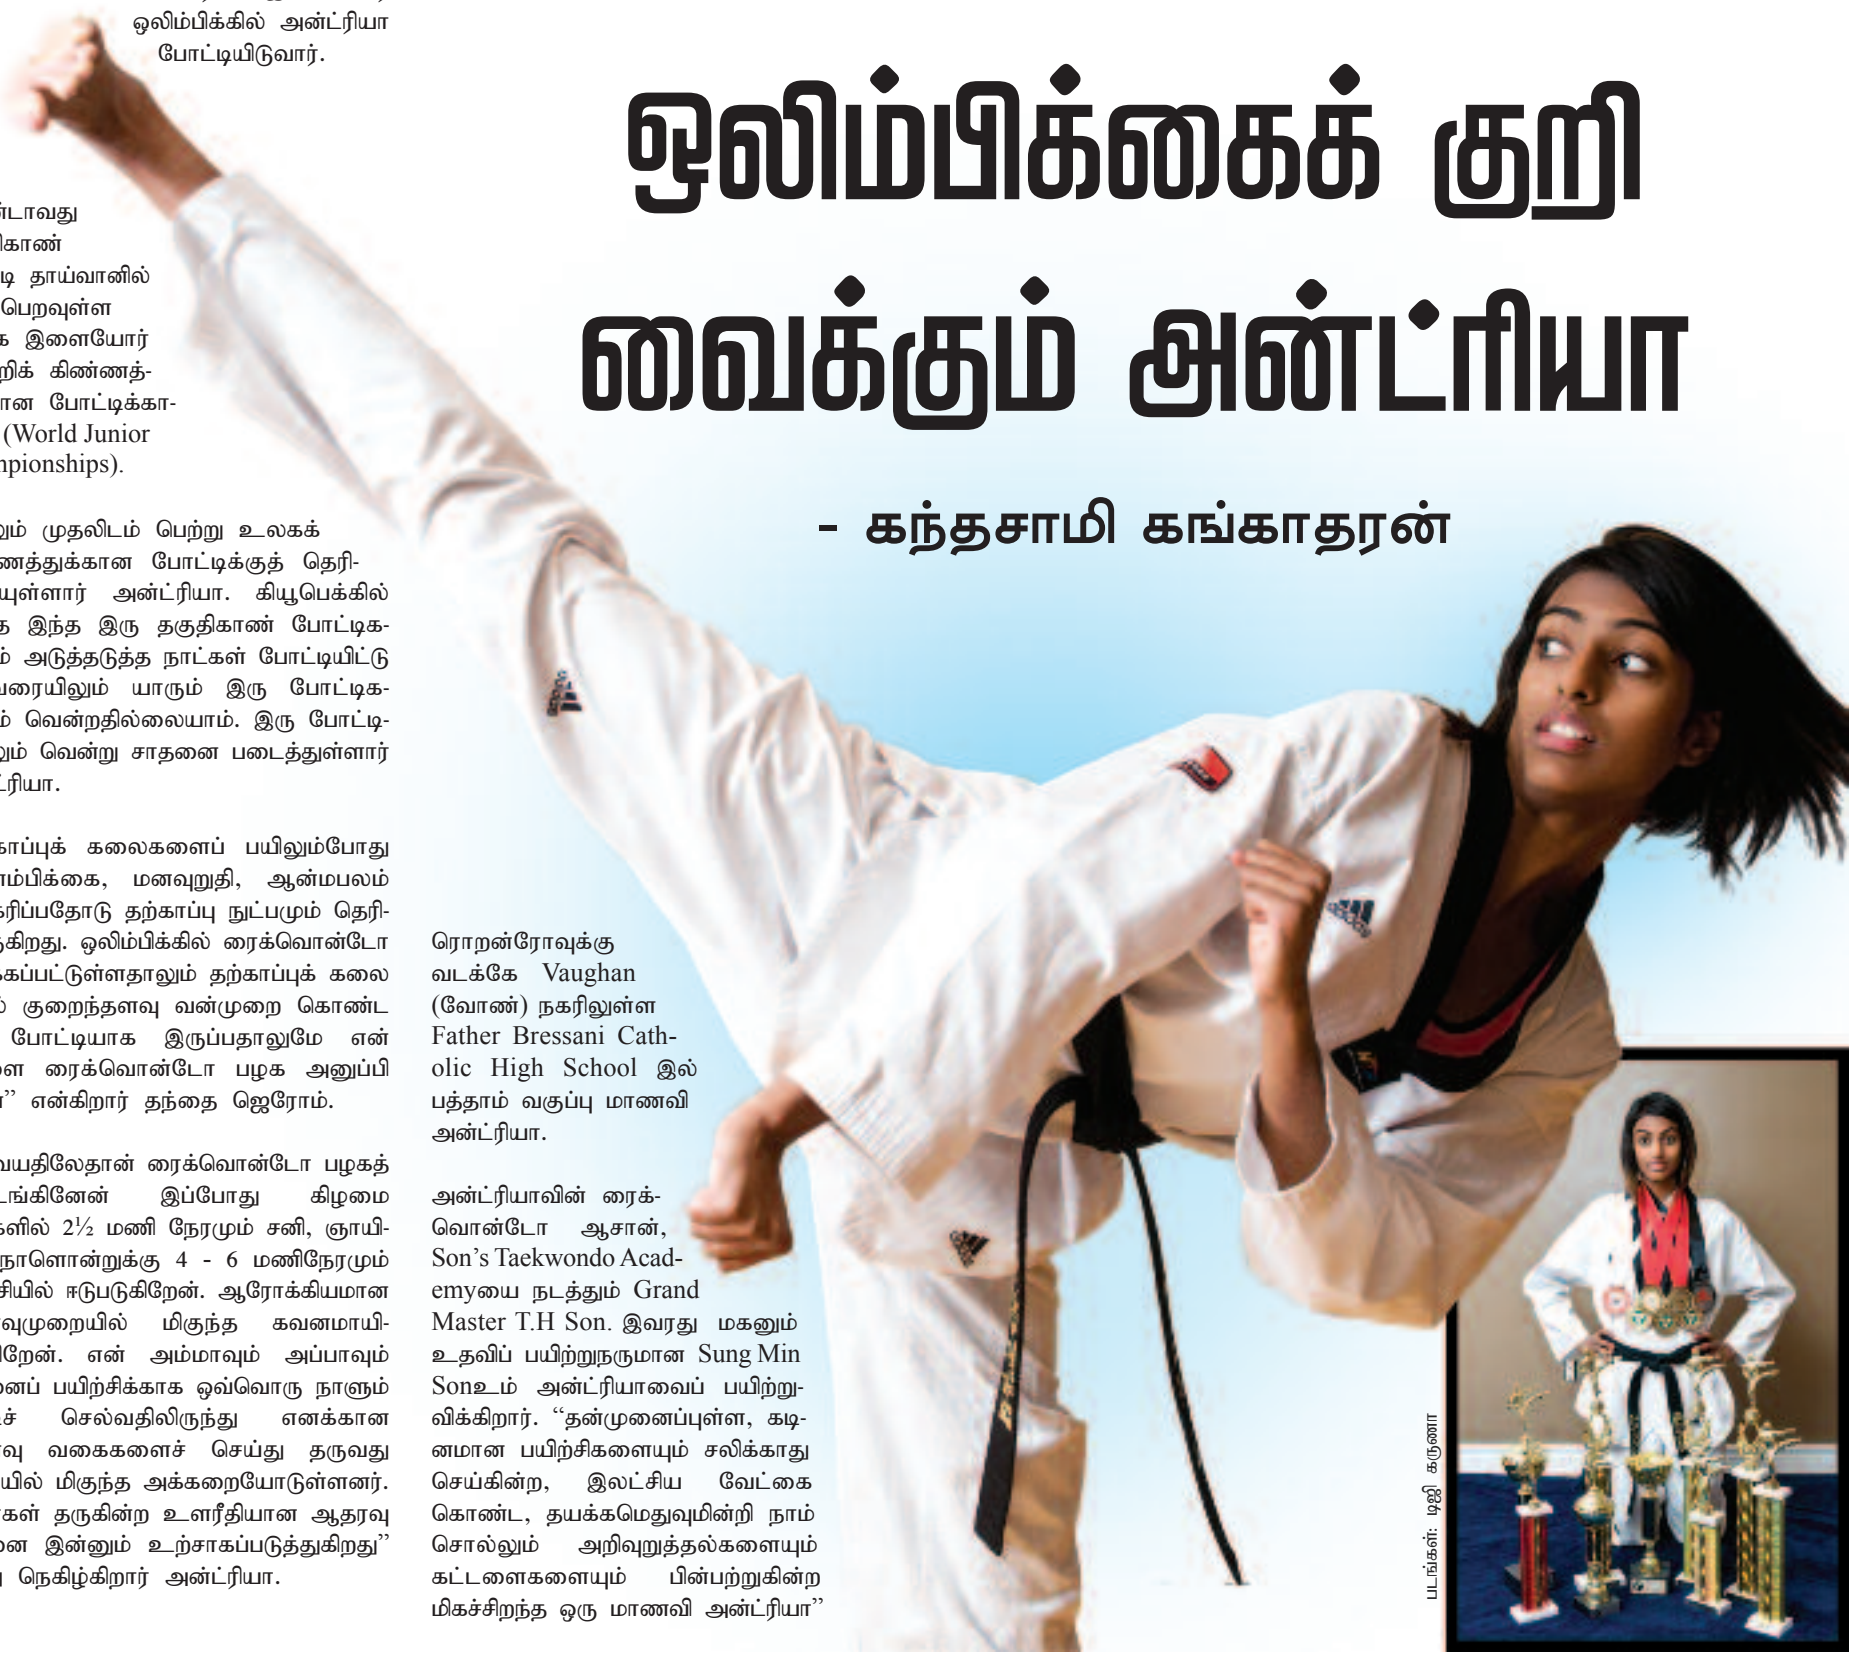 ஒலிம்பிக்கில் அன்ட்ரியா
போட்டியிடுவார்.
ஒலிம்பிக்கைக் குறி
வைக்கும் அன்ட்ரியா
- கந்தசாமி கங்காதரன்
தாய்வானில்
பெறவுள்ள
இளையோர்
கிண்ணத்-
போட்டிக்கா-
(World Junior
முதலிடம் பெற்று உலகக்
போட்டிக்குத் தெரி-
அன்ட்ரியா. கியூபெக்கில்
இந்த இரு தகுதிகாண் போட்டிக-
அடுத்தடுத்த நாட்கள் போட்டியிட்டு
யாரும் இரு போட்டிக-
வென்றதில்லையாம். இரு போட்டி-
வென்று சாதனை படைத்துள்ளார்
கலைகளைப் பயிலும்போது
மனவுறுதி, ஆன்மபலம்
தற்காப்பு நுட்பமும் தெரி-
ஒலிம்பிக்கில் ரைக்வொன்டோ
தற்காப்புக் கலை
குறைந்தளவு வன்முறை கொண்ட
போட்டியாக இருப்பதாலுமே என்
ரைக்வொன்டோ பழக அனுப்பி
என்கிறார் தந்தை ஜெரோம்.
ரைக்வொன்டோ பழகத்
இப்போது கிழமை
2½ மணி நேரமும் சனி, ஞாயி-
நாளொன்றுக்கு 4 - 6 மணிநேரமும்
ஈடுபடுகிறேன். ஆரோக்கியமான
மிகுந்த கவனமாயி-
என் அம்மாவும் அப்பாவும்
பயிற்சிக்காக ஒவ்வொரு நாளும்
செல்வதிலிருந்து எனக்கான
வகைகளைச் செய்து தருவது
மிகுந்த அக்கறையோடுள்ளனர்.
தருகின்ற உளரீதியான ஆதரவு
இன்னும் உற்சாகப்படுத்துகிறது”
நெகிழ்கிறார் அன்ட்ரியா.
ரொறன்ரோவுக்கு
வடக்கே Vaughan
(வோண்) நகரிலுள்ள
Father Bressani Cath-
olic High School இல்
பத்தாம் வகுப்பு மாணவி
அன்ட்ரியா.
அன்ட்ரியாவின் ரைக்-
வொன்டோ ஆசான்,
Son’s Taekwondo Acad-
emyயை நடத்தும் Grand
Master T.H Son. இவரது மகனும்
உதவிப் பயிற்றுநருமான Sung Min
Sonஉம் அன்ட்ரியாவைப் பயிற்று-
விக்கிறார். “தன்முனைப்புள்ள, கடி-
னமான பயிற்சிகளையும் சலிக்காது
செய்கின்ற, இலட்சிய வேட்கை
கொண்ட, தயக்கமெதுவுமின்றி நாம்
சொல்லும் அறிவுறுத்தல்களையும்
கட்டளைகளையும் பின்பற்றுகின்ற
மிகச்சிறந்த ஒரு மாணவி அன்ட்ரியா”
படங்கள்: டிஜி கருணா
adidas
adidas